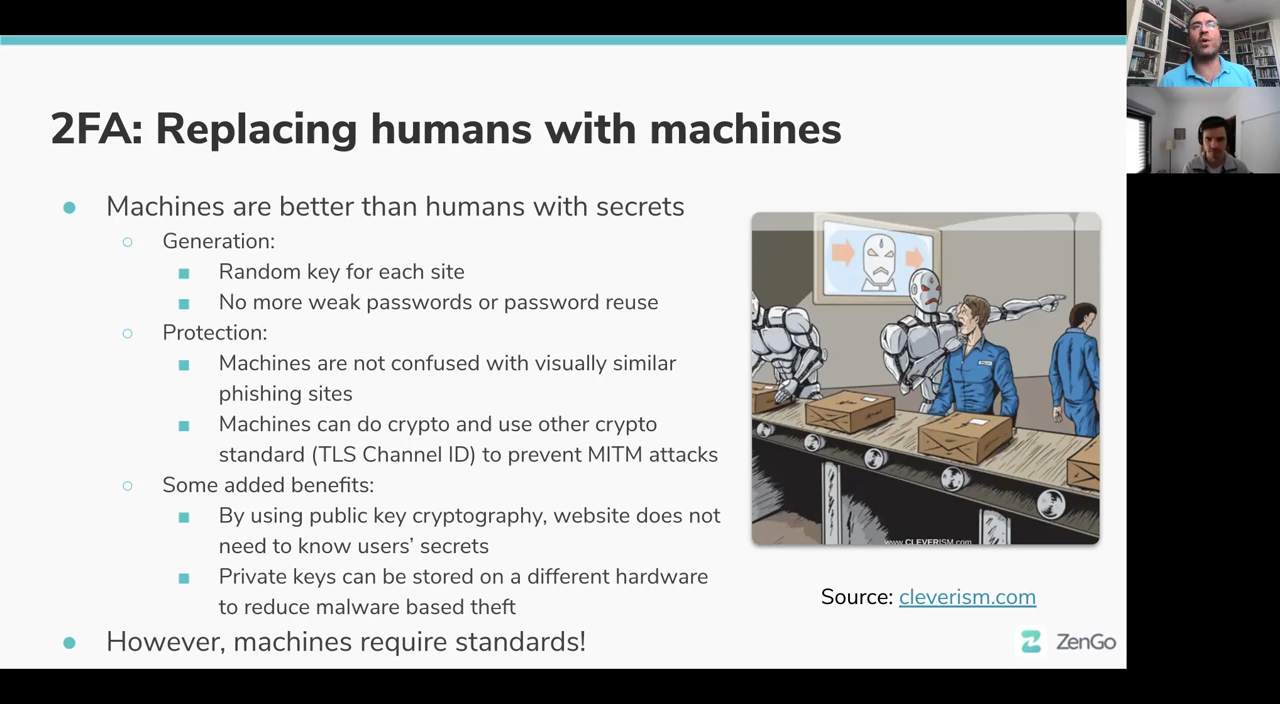 2FA: Replacing humans with machines
● Machines are better than humans with secrets
○ Generation:
■ Random key for each site
■ No more weak passwords or password reuse
○ Protection:
■ Machines are not confused with visually similar
phishing sites
■ Machines can do crypto and use other crypto
standard (TLS Channel ID) to prevent MITM attacks
○ Some added benefits:
■ By using public key cryptography, website does not
need to know users’ secrets
■ Private keys can be stored on a different hardware
to reduce malware based theft
● However, machines require standards!
www.CLEVERISM.com
Source: cleverism.com
ZenGo